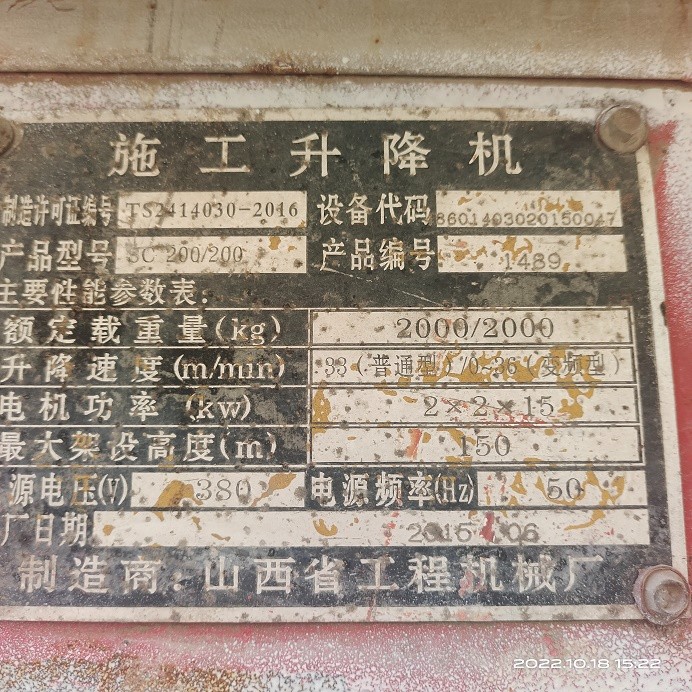 施工升降机
制造许可证编号 TS2414030-2016 设备代码 48601403020150047
产品型号 SC 200/200 产品编号 1489
主要性能参数表:
额定载重量(kg) 2000/2000
升降速度(m/min) 33(普通型)/0~36(变频型)
电机功率(kw) 2×2×15
最大架设高度(m) 150
源电压(V) 380 电源频率(Hz) 50
厂日期 2015 06
制造商:山西省工程机械厂
2022.10.18 15:22